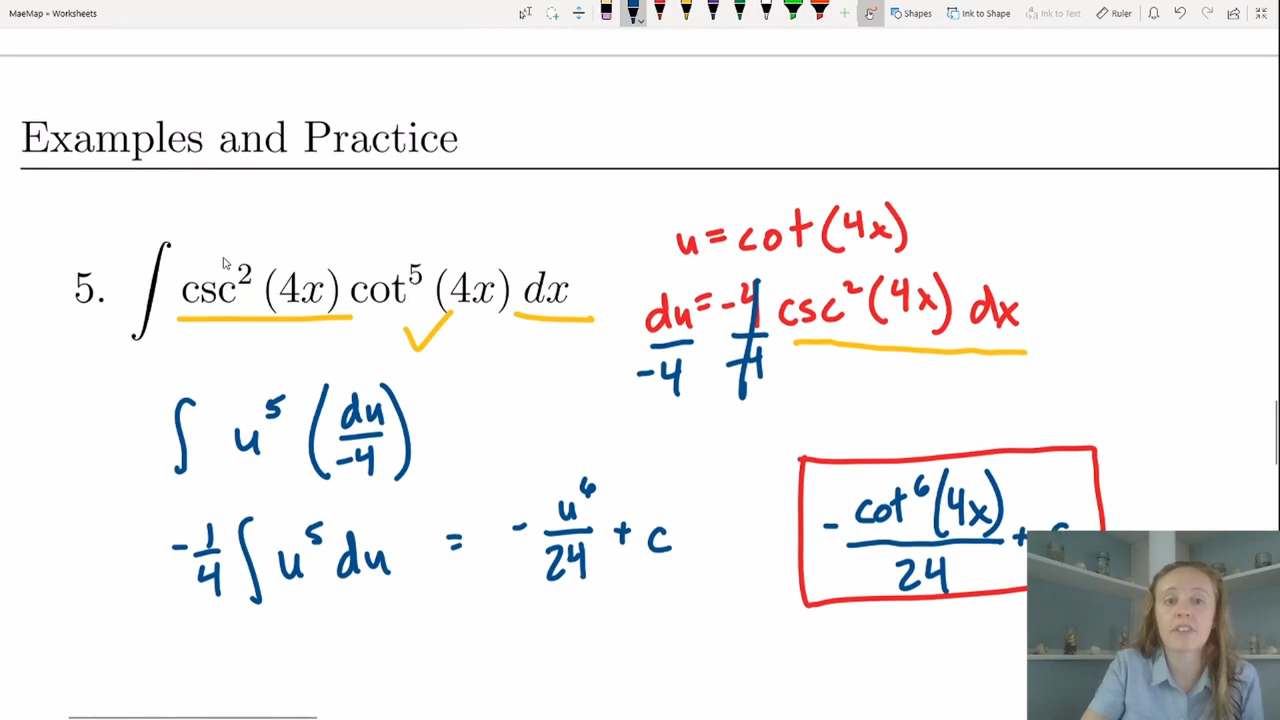 MaeMap » Worksheets
Shapes Ink to Shape Ink to Text Ruler
Examples and Practice
5. ∫ csc² (4x) cot⁵ (4x) dx
u = cot (4x)
du = -4 csc² (4x) dx
-4 -4
∫ u⁵ (du/-4)
-1/4 ∫ u⁵ du = - u⁶/24 + c
- cot⁶(4x)/24 +